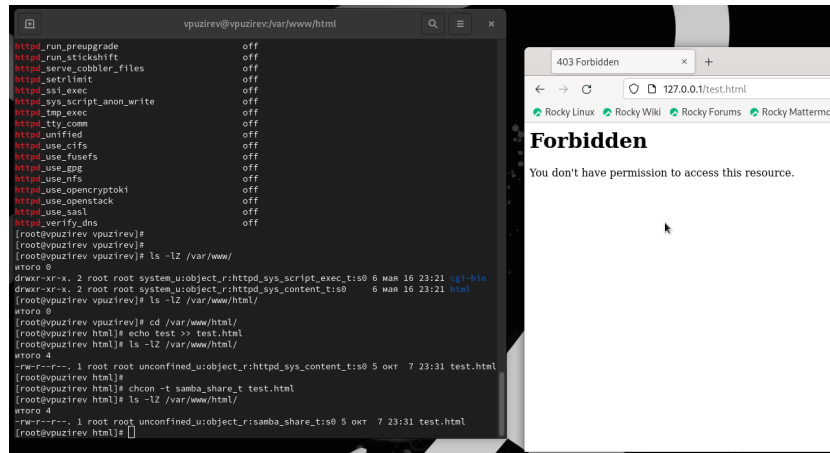 vpuzirev@vpuzirev:/var/www/html
httpd_run_preupgrade off
httpd_run_stickshift off
httpd_serve_cobbler_files off
httpd_setrlimit off
httpd_ssi_exec off
httpd_sys_script_anon_write off
httpd_tmp_exec off
httpd_tty_comm off
httpd_unified off
httpd_use_cifs off
httpd_use_fusefs off
httpd_use_gpg off
httpd_use_nfs off
httpd_use_opencryptoki off
httpd_use_openstack off
httpd_use_sasl off
httpd_verify_dns off
[root@vpuzirev vpuzirev]#
[root@vpuzirev vpuzirev]#
[root@vpuzirev vpuzirev]# ls -lZ /var/www/
итого 0
drwxr-xr-x. 2 root root system_u:object_r:httpd_sys_script_exec_t:s0 6 мая 16 23:21 cgi-bin
drwxr-xr-x. 2 root root system_u:object_r:httpd_sys_content_t:s0 6 мая 16 23:21 html
[root@vpuzirev vpuzirev]# ls -lZ /var/www/html/
итого 0
[root@vpuzirev vpuzirev]# cd /var/www/html/
[root@vpuzirev html]# echo test >> test.html
[root@vpuzirev html]# ls -lZ /var/www/html/
итого 4
-rw-r--r--. 1 root root unconfined_u:object_r:httpd_sys_content_t:s0 5 окт 7 23:31 test.html
[root@vpuzirev html]#
[root@vpuzirev html]# chcon -t samba_share_t test.html
[root@vpuzirev html]# ls -lZ /var/www/html/
итого 4
-rw-r--r--. 1 root root unconfined_u:object_r:samba_share_t:s0 5 окт 7 23:31 test.html
[root@vpuzirev html]#
403 Forbidden
127.0.0.1/test.html
Rocky Linux Rocky Wiki Rocky Forums Rocky Mattermo
Forbidden
You don't have permission to access this resource.